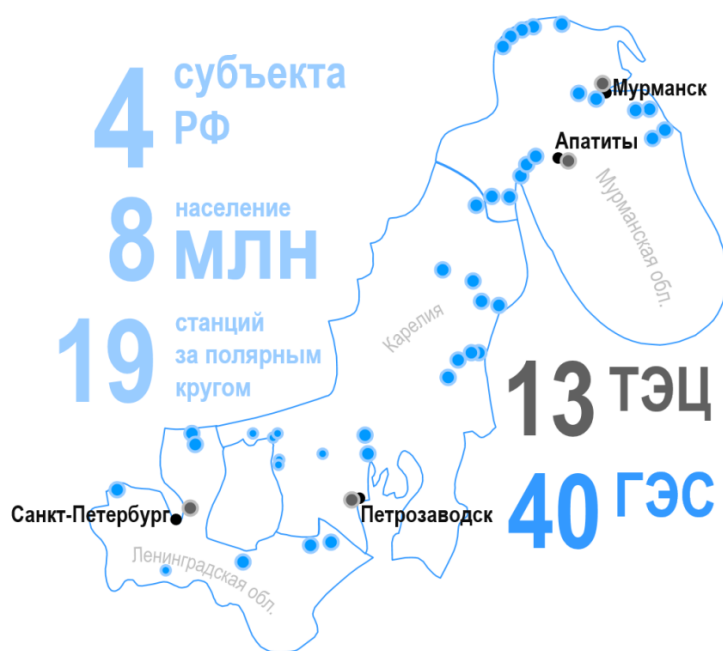 4 субъекта
РФ
8 население
млн
19 станций
за полярным
кругом
Мурманск
Апатиты
Мурманская обл.
Карелия
13 ТЭЦ
40 ГЭС
Санкт-Петербург
Петрозаводск
Ленинградская обл.